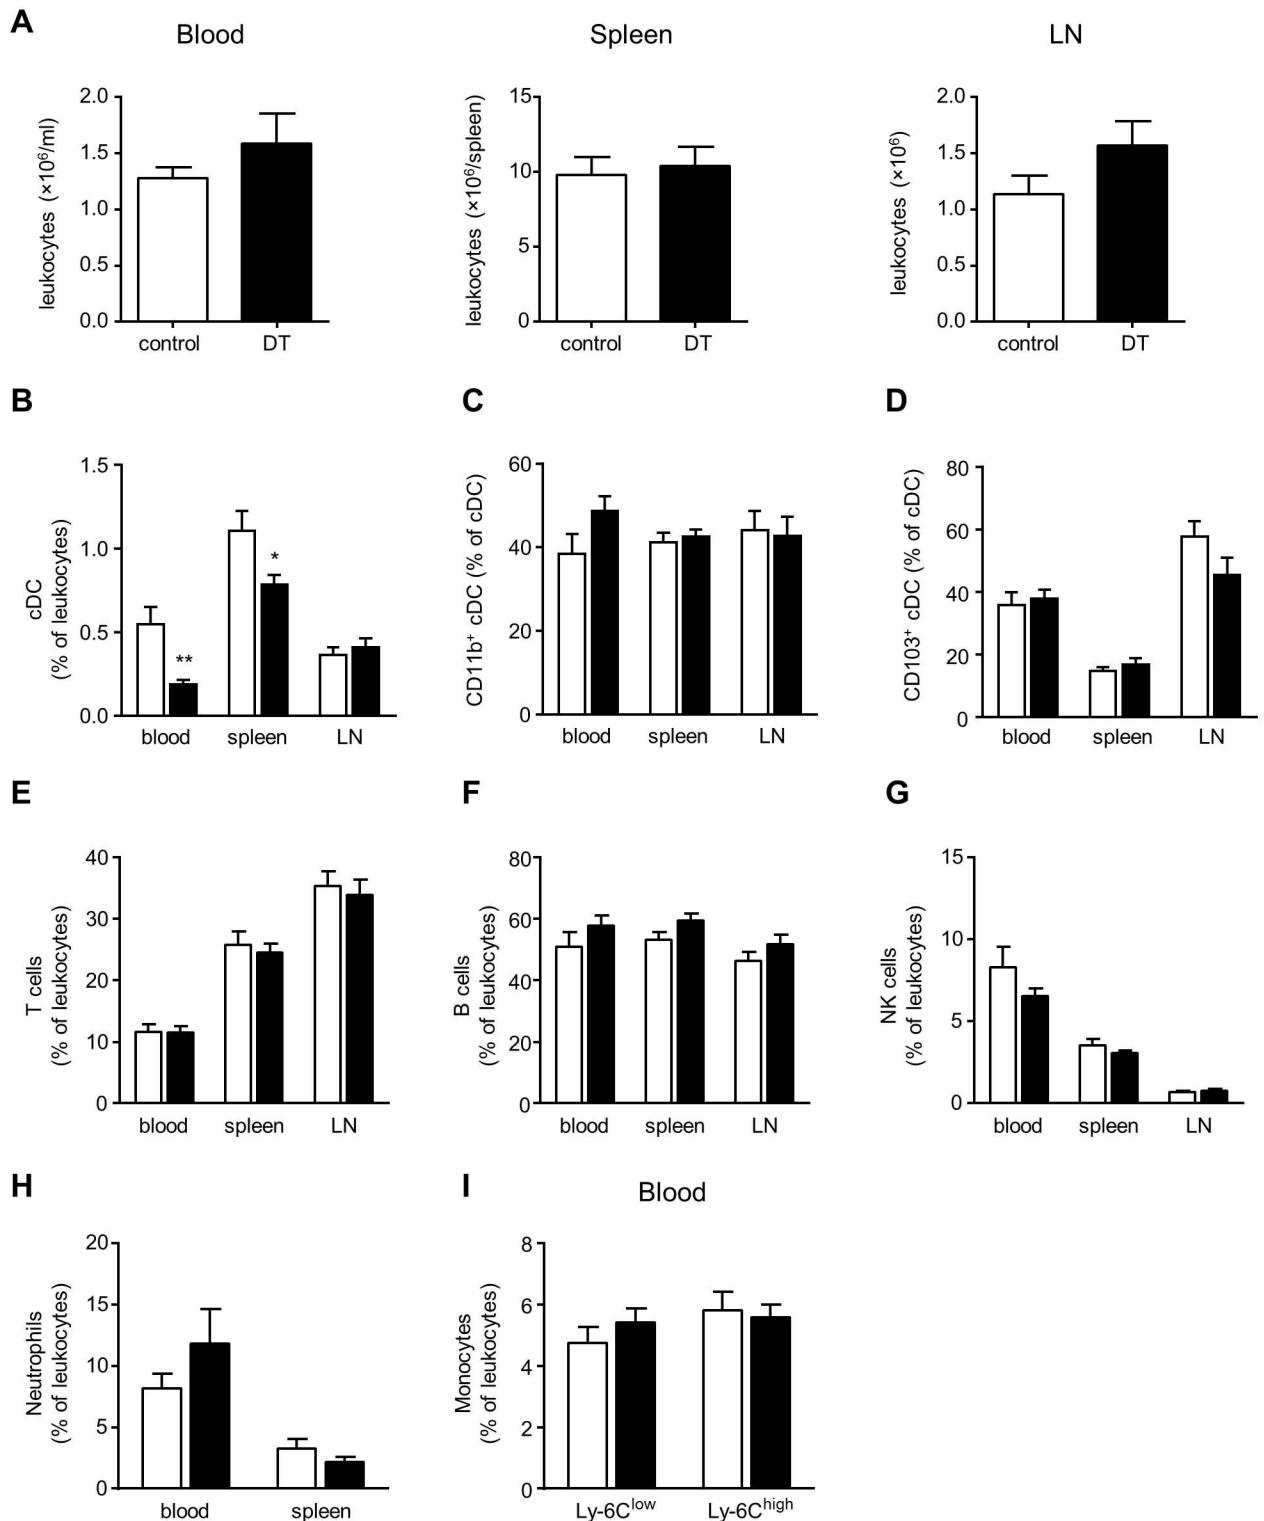 A
Blood
Spleen
LN
leukocytes (×10⁶/ml)
2.0
1.5
1.0
0.5
0.0
control
DT
leukocytes (×10⁶/spleen)
15
10
5
0
control
DT
leukocytes (×10⁶)
2.0
1.5
1.0
0.5
0.0
control
DT
B
cDC
(% of leukocytes)
1.5
1.0
0.5
0.0
**
*
blood
spleen
LN
C
CD11b⁺ cDC (% of cDC)
60
40
20
0
blood
spleen
LN
D
CD103⁺ cDC (% of cDC)
80
60
40
20
0
blood
spleen
LN
E
T cells
(% of leukocytes)
40
30
20
10
0
blood
spleen
LN
F
B cells
(% of leukocytes)
80
60
40
20
0
blood
spleen
LN
G
NK cells
(% of leukocytes)
15
10
5
0
blood
spleen
LN
H
Neutrophils
(% of leukocytes)
20
15
10
5
0
blood
spleen
I
Blood
Monocytes
(% of leukocytes)
8
6
4
2
0
Ly-6Cˡᵒʷ
Ly-6Cʰⁱᵍʰ